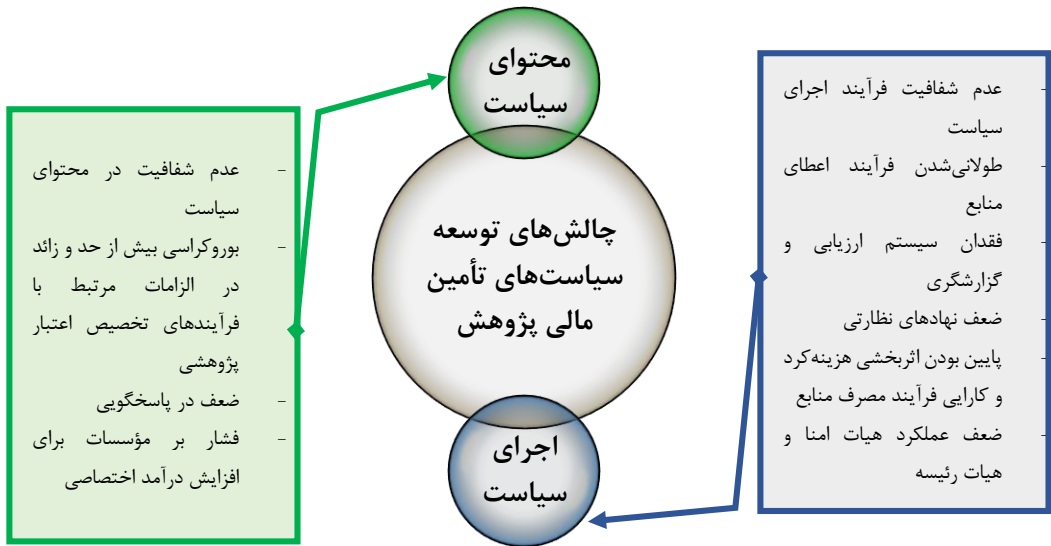 محتوای
سیاست
چالش‌های توسعه
سیاست‌های تأمین
مالی پژوهش
اجرای
سیاست
- عدم شفافیت فرآیند اجرای
سیاست
- طولانی‌شدن فرآیند اعطای
منابع
- فقدان سیستم ارزیابی و
گزارشگری
- ضعف نهادهای نظارتی
- پایین بودن اثربخشی هزینه‌کرد
و کارایی فرآیند مصرف منابع
- ضعف عملکرد هیات امنا و
هیات رئیسه
- عدم شفافیت در محتوای
سیاست
- بوروکراسی بیش از حد و زائد
در الزامات مرتبط با
فرآیندهای تخصیص اعتبار
پژوهشی
- ضعف در پاسخگویی
- فشار بر مؤسسات برای
افزایش درآمد اختصاصی